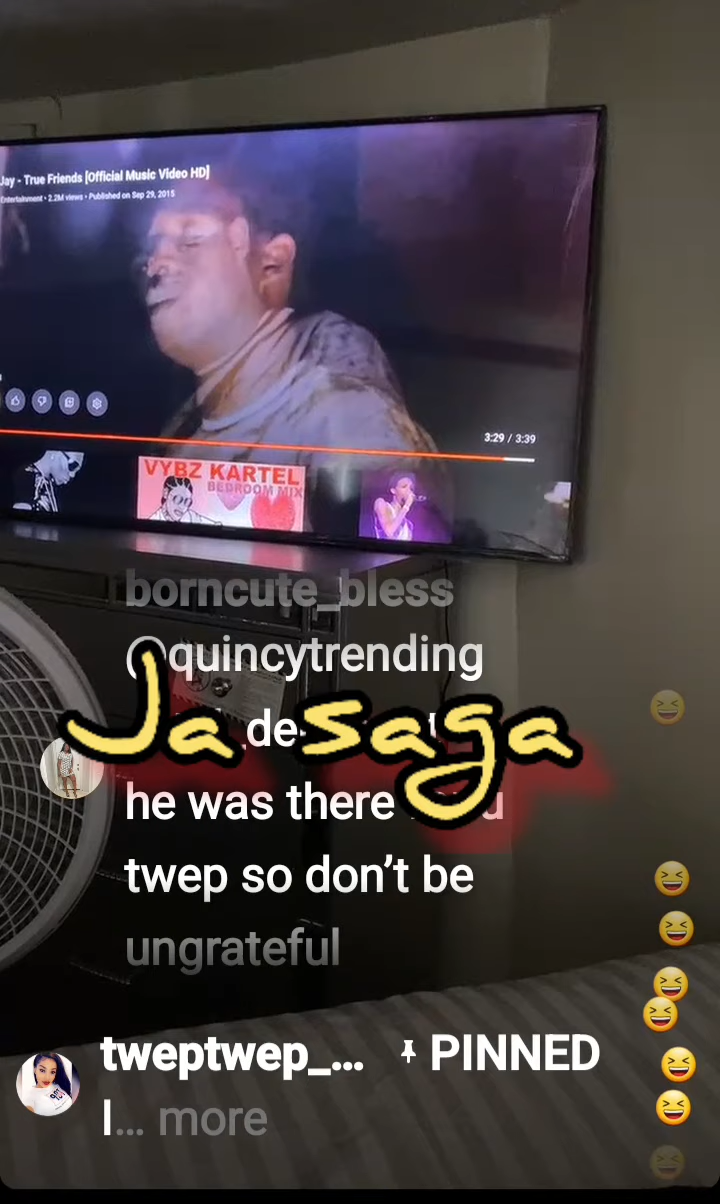 Jay - True Friends [Official Music Video HD]
Entertainment • 2.2M views • Published on Sep 29, 2015
3:29 / 3:39
VYBZ KARTEL
BEDROOM MIX
borncute_bless
@quincytrending
Ja saga
he was there
twep so don't be
ungrateful
tweptwep_... PINNED
I... more